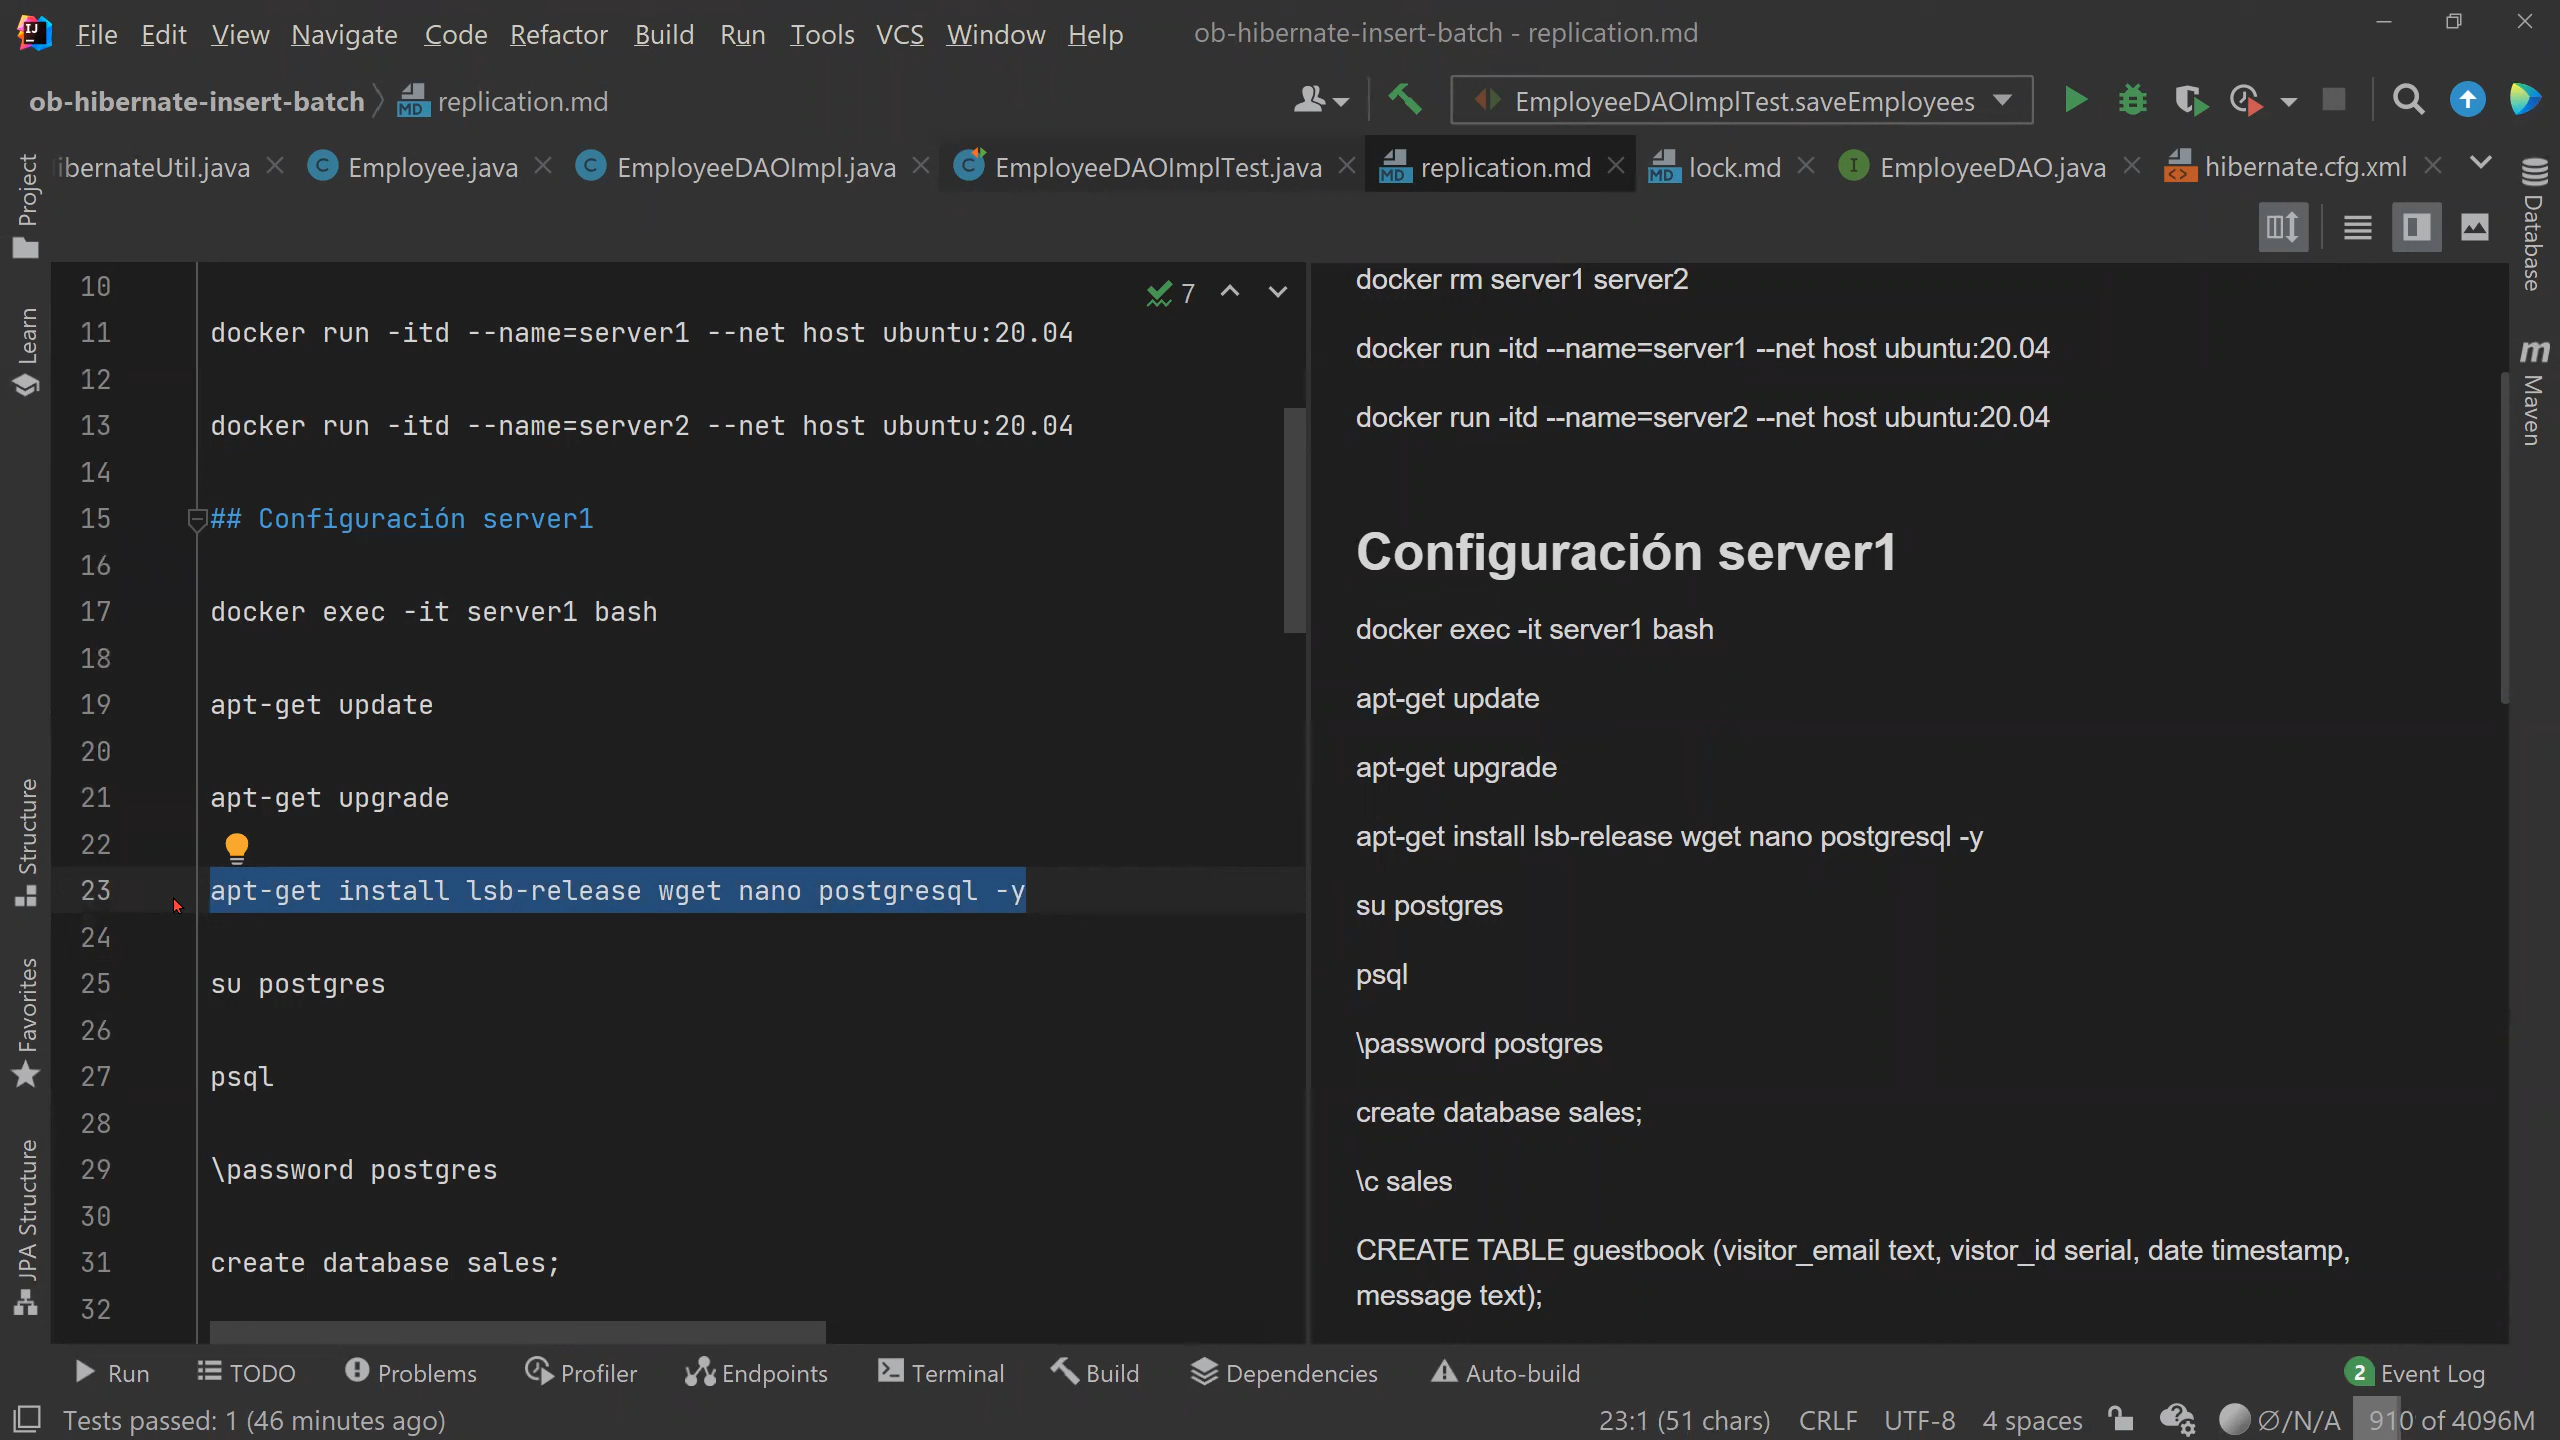 File Edit View Navigate Code Refactor Build Run Tools VCS Window Help ob-hibernate-insert-batch - replication.md
ob-hibernate-insert-batch replication.md EmployeeDAOImplTest.saveEmployees
ibernateUtil.java Employee.java EmployeeDAOImpl.java EmployeeDAOImplTest.java replication.md lock.md EmployeeDAO.java hibernate.cfg.xml
Project
Learn
Structure
Favorites
JPA Structure
Database
Maven
7
10
11 docker run -itd --name=server1 --net host ubuntu:20.04
12
13 docker run -itd --name=server2 --net host ubuntu:20.04
14
15 ## Configuración server1
16
17 docker exec -it server1 bash
18
19 apt-get update
20
21 apt-get upgrade
22
23 apt-get install lsb-release wget nano postgresql -y
24
25 su postgres
26
27 psql
28
29 \password postgres
30
31 create database sales;
32
docker rm server1 server2
docker run -itd --name=server1 --net host ubuntu:20.04
docker run -itd --name=server2 --net host ubuntu:20.04
Configuración server1
docker exec -it server1 bash
apt-get update
apt-get upgrade
apt-get install lsb-release wget nano postgresql -y
su postgres
psql
\password postgres
create database sales;
\c sales
CREATE TABLE guestbook (visitor_email text, vistor_id serial, date timestamp,
message text);
Run TODO Problems Profiler Endpoints Terminal Build Dependencies Auto-build 2 Event Log
Tests passed: 1 (46 minutes ago) 23:1 (51 chars) CRLF UTF-8 4 spaces Ø/N/A 910 of 4096M